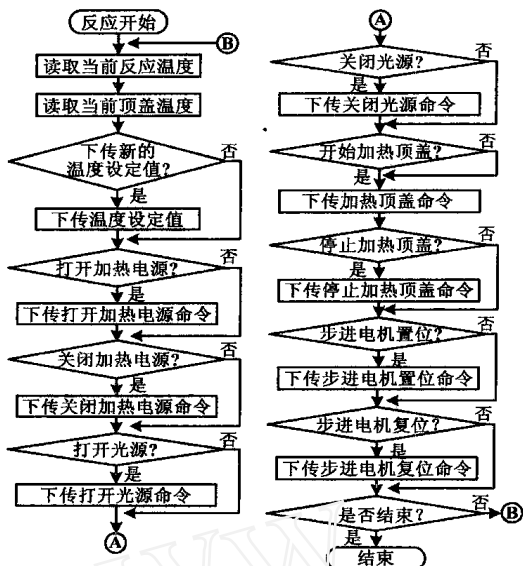 反应开始
B
读取当前反应温度
读取当前顶盖温度
下传新的
温度设定值?
否
是
下传温度设定值
打开加热电源?
否
是
下传打开加热电源命令
关闭加热电源?
否
是
下传关闭加热电源命令
打开光源?
否
是
下传打开光源命令
A
A
关闭光源?
否
是
下传关闭光源命令
开始加热顶盖?
否
是
下传加热顶盖命令
停止加热顶盖?
否
是
下传停止加热顶盖命令
步进电机置位?
否
是
下传步进电机置位命令
步进电机复位?
否
是
下传步进电机复位命令
是否结束?
否
B
是
结束